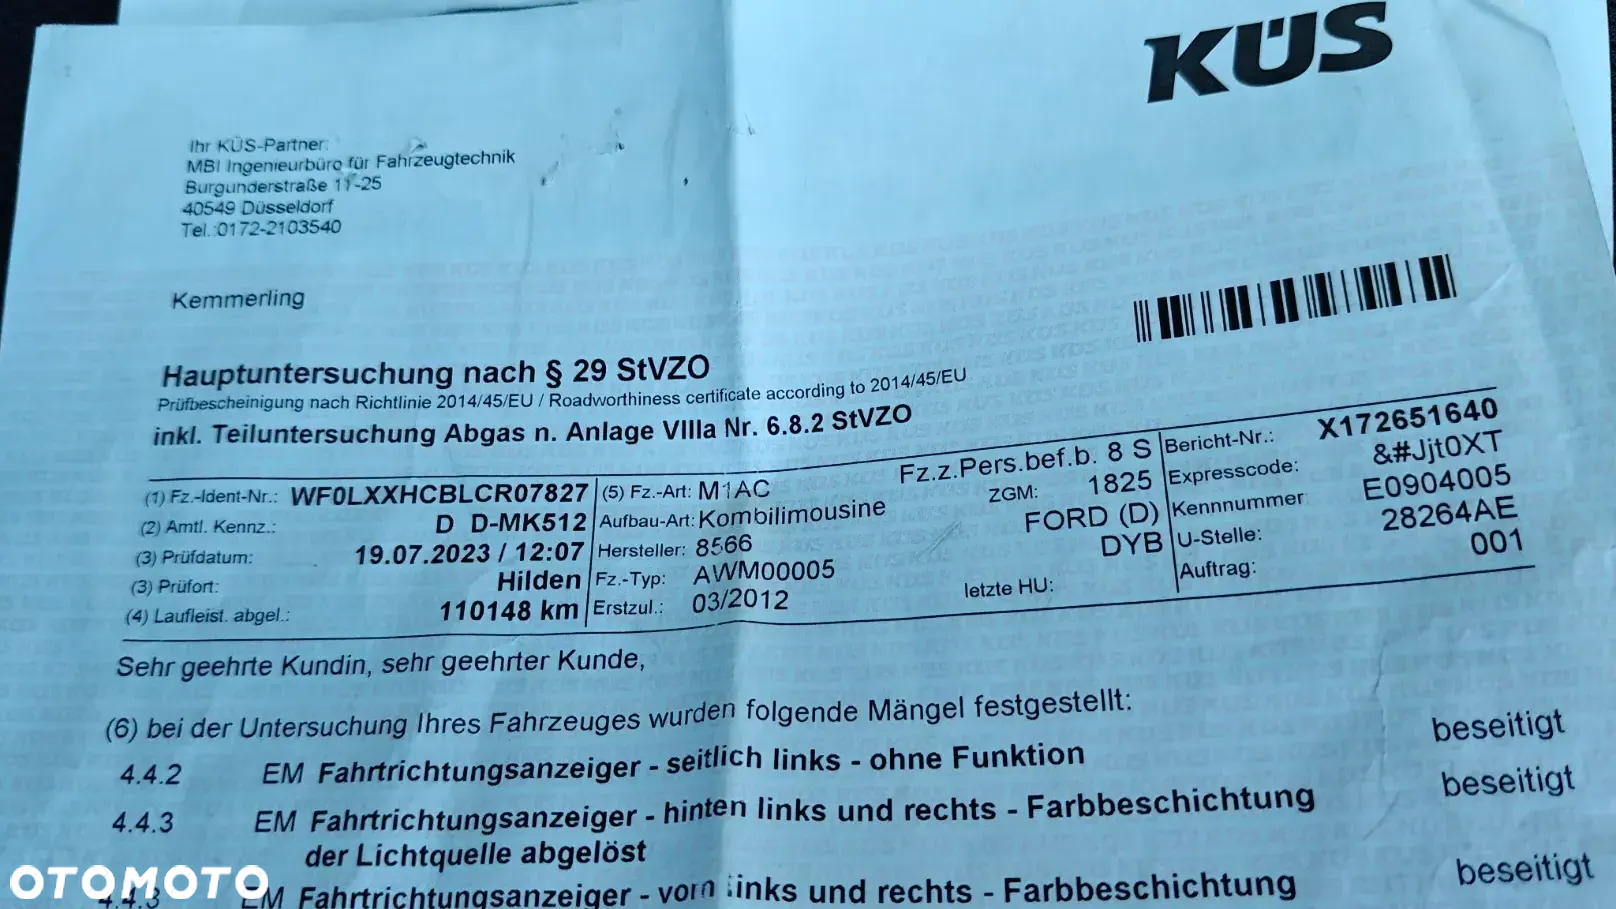 KÜS
Ihr KÜS-Partner:
MBI Ingenieurbüro für Fahrzeugtechnik
Burgunderstraße 11-25
40549 Düsseldorf
Tel.:0172-2103540
Kemmerling
Hauptuntersuchung nach § 29 StVZO
Prüfbescheinigung nach Richtlinie 2014/45/EU / Roadworthiness certificate according to 2014/45/EU
inkl. Teiluntersuchung Abgas n. Anlage VIIIa Nr. 6.8.2 StVZO
(1) Fz.-Ident-Nr.: WF0LXXHCBLCR07827 (5) Fz.-Art: M1AC Fz.z.Pers.bef.b. 8 S Bericht-Nr.: X172651640
(2) Amtl. Kennz.: D D-MK512 Aufbau-Art: Kombilimousine ZGM: 1825 Expresscode: &#Jjt0XT
(3) Prüfdatum: 19.07.2023 / 12:07 Hersteller: 8566 FORD (D) Kennnummer E0904005
(3) Prüfort: Hilden Fz.-Typ: AWM00005 DYB U-Stelle: 28264AE
(4) Laufleist. abgel.: 110148 km Erstzul.: 03/2012 letzte HU: Auftrag: 001
Sehr geehrte Kundin, sehr geehrter Kunde,
(6) bei der Untersuchung Ihres Fahrzeuges wurden folgende Mängel festgestellt:
4.4.2 EM Fahrtrichtungsanzeiger - seitlich links - ohne Funktion beseitigt
4.4.3 EM Fahrtrichtungsanzeiger - hinten links und rechts - Farbbeschichtung beseitigt
der Lichtquelle abgelöst
4.4.3 EM Fahrtrichtungsanzeiger - vorn links und rechts - Farbbeschichtung beseitigt
OTOMOTO